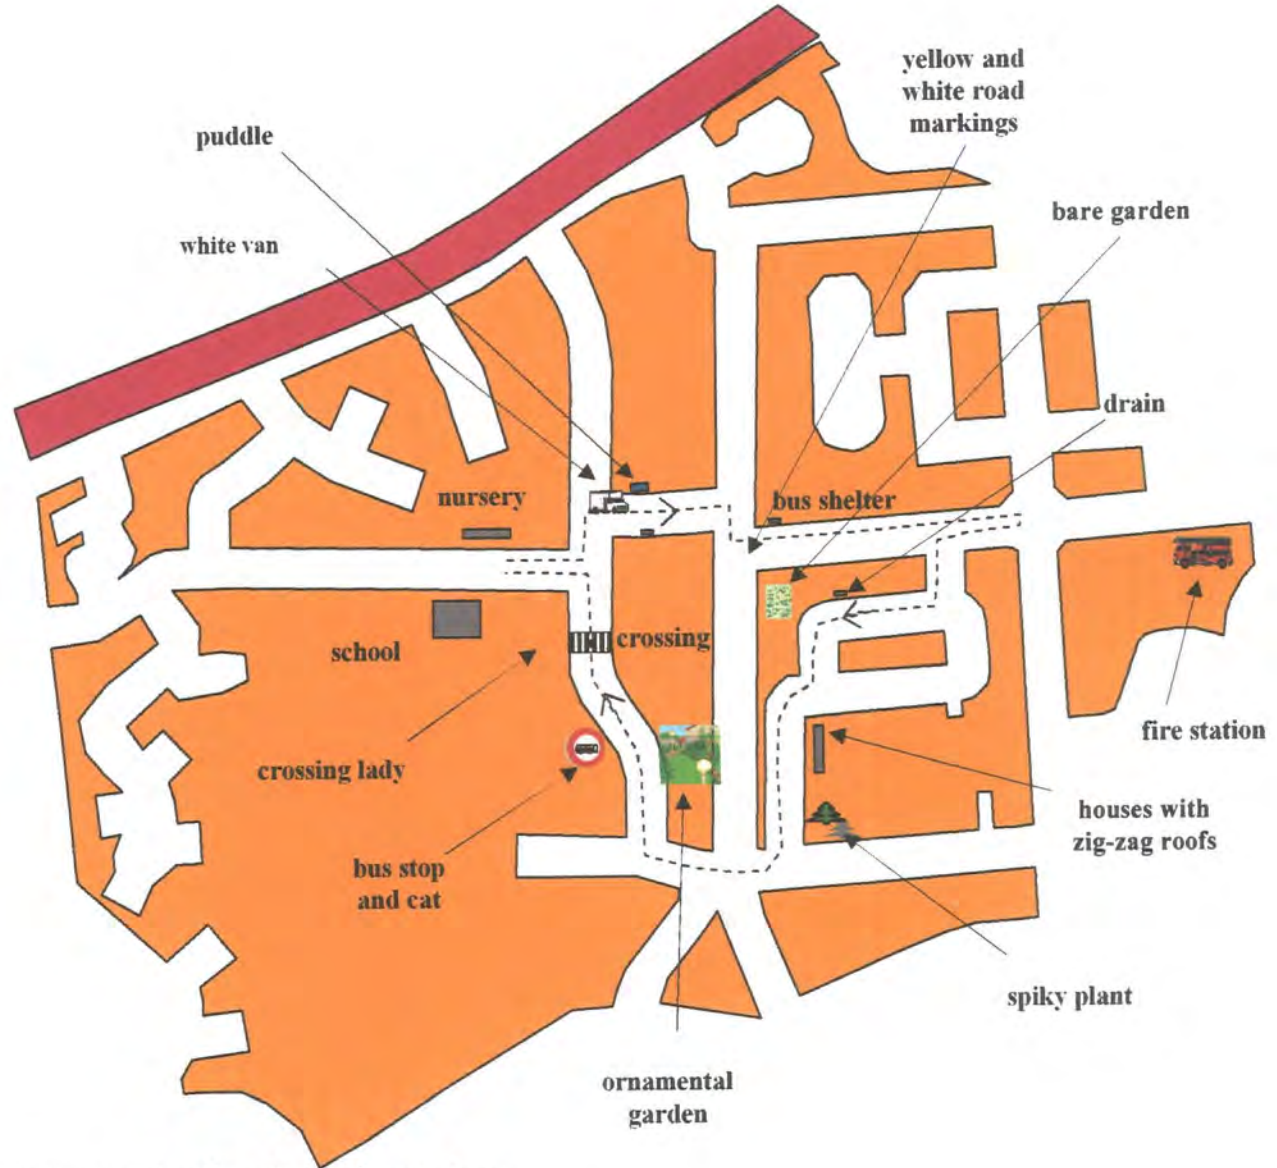 yellow and
white road
markings
puddle
bare garden
white van
drain
nursery
bus shelter
school
crossing
fire station
crossing lady
houses with
zig-zag roofs
bus stop
and cat
spiky plant
ornamental
garden